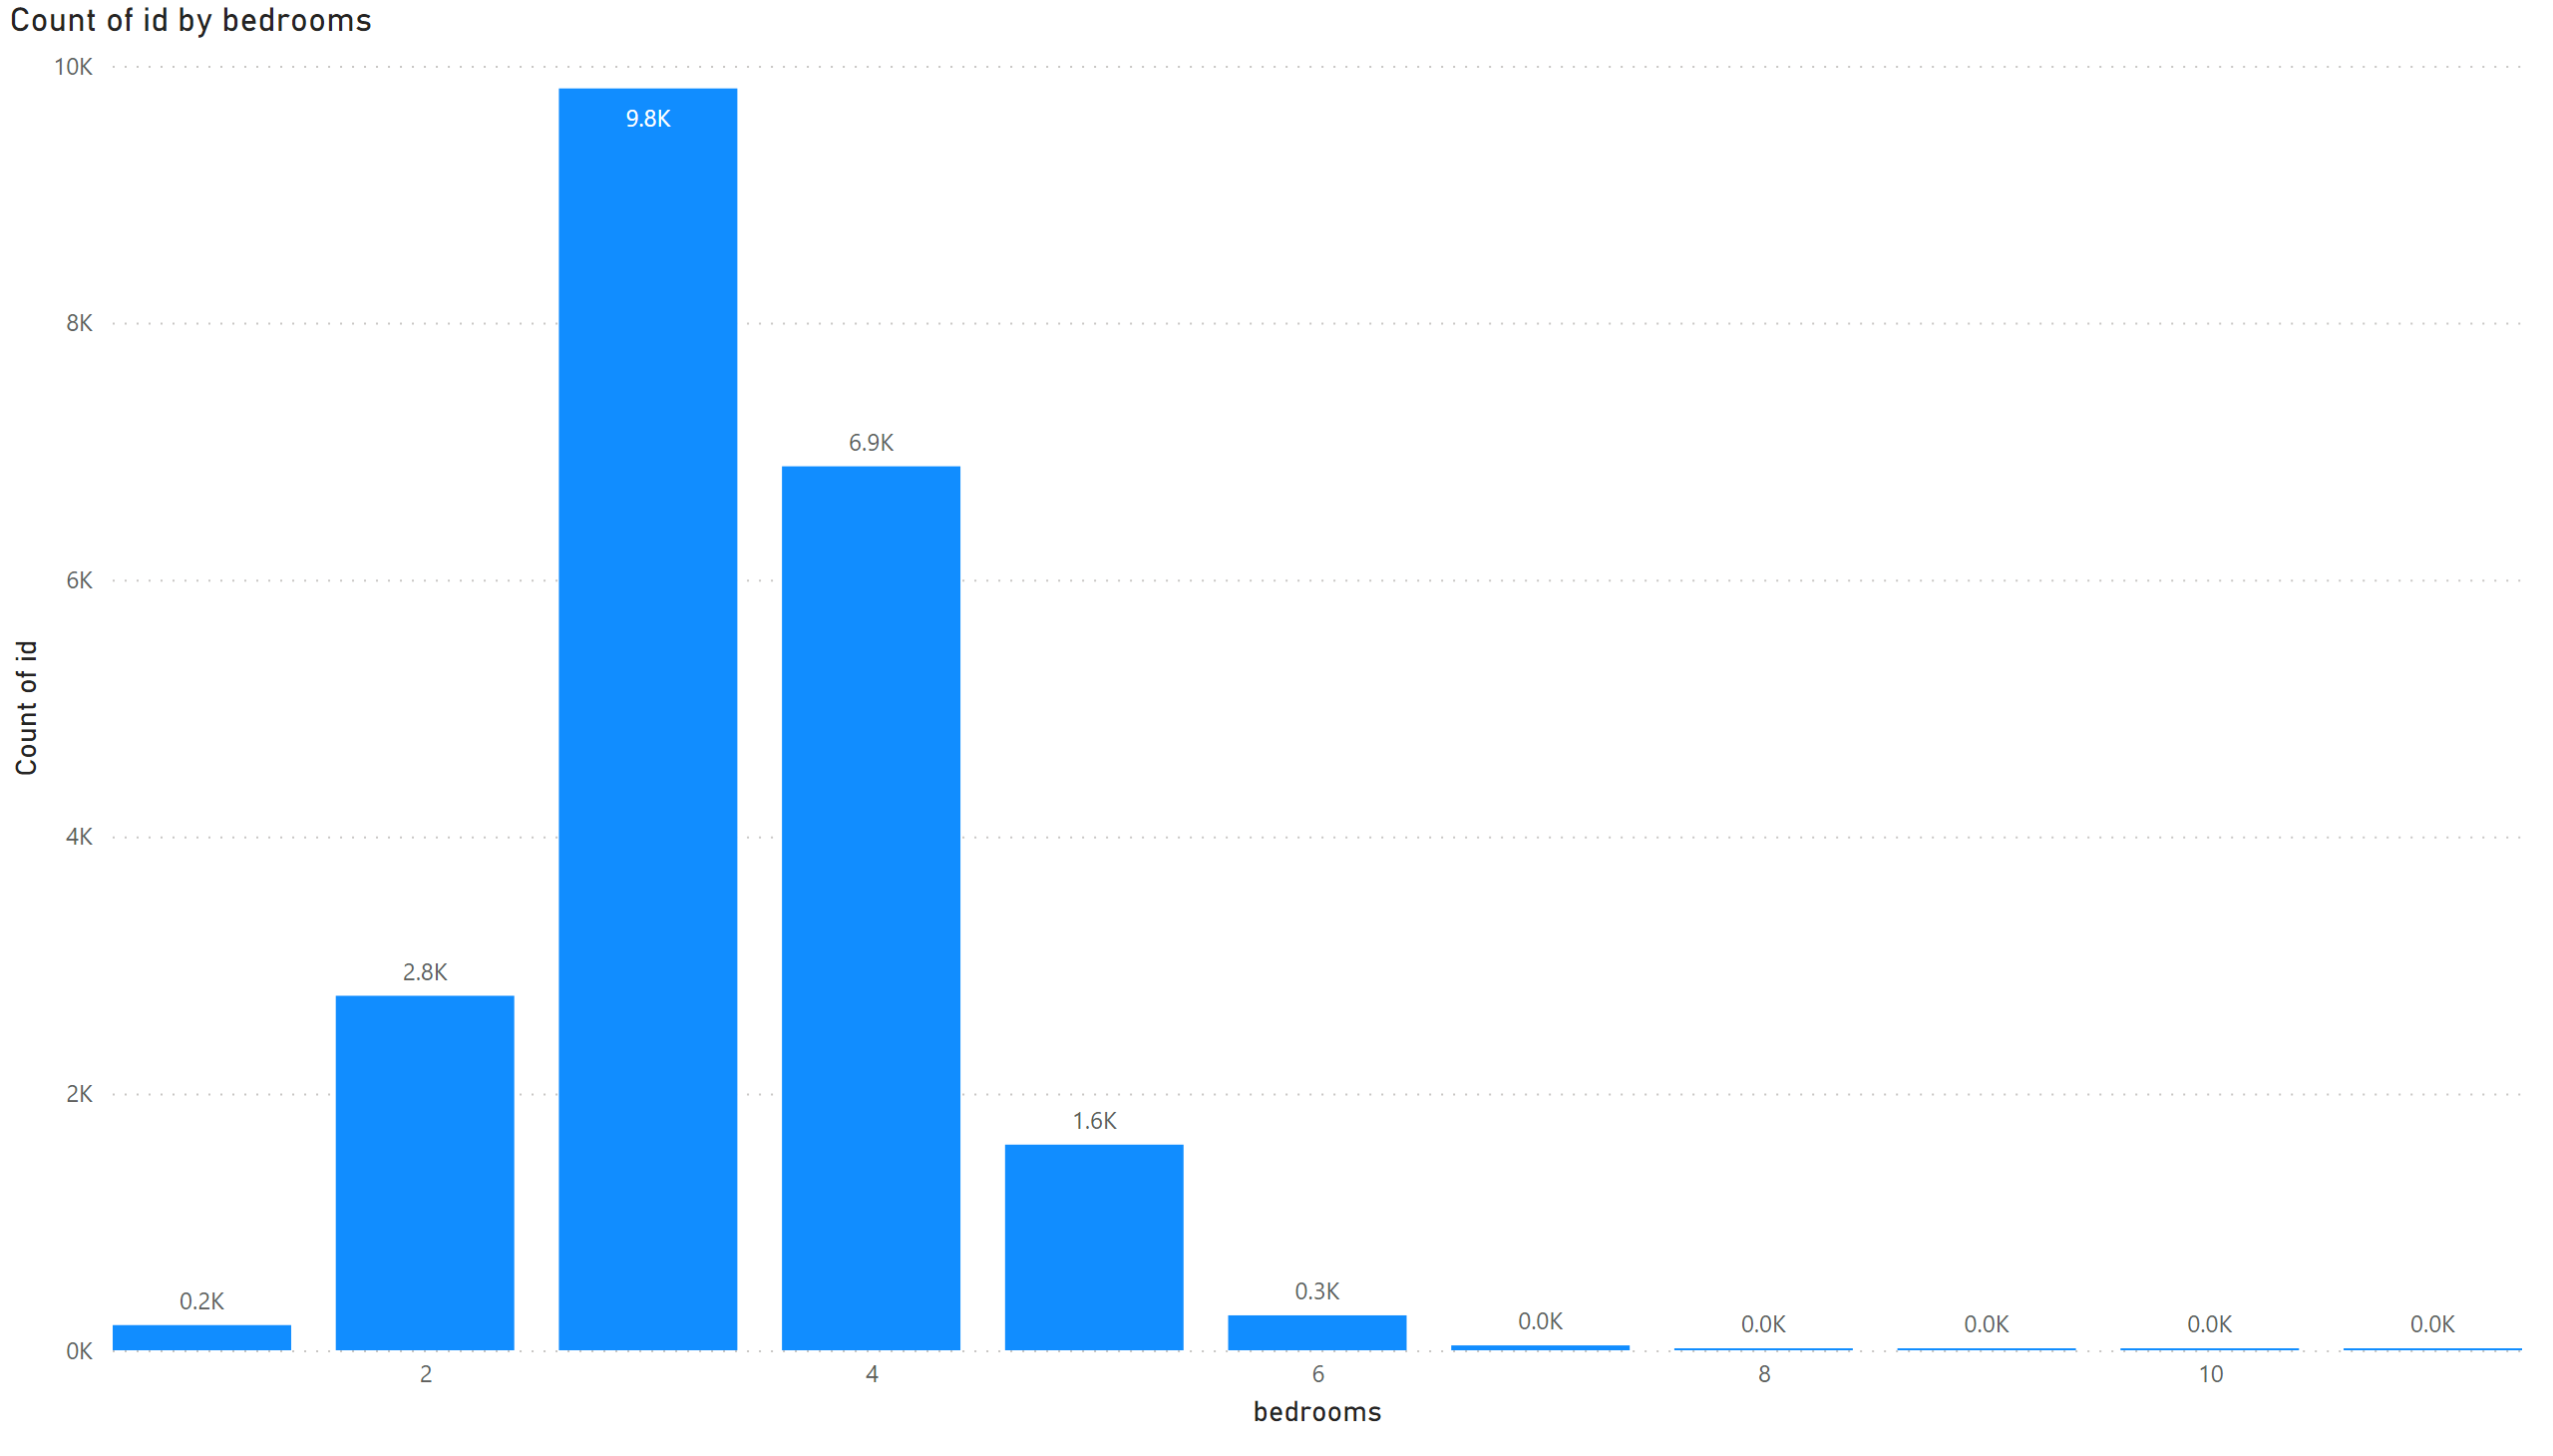 Count of id by bedrooms
10K
8K
6K
4K
2K
0K
Count of id
0.2K
2.8K
9.8K
6.9K
1.6K
0.3K
0.0K
0.0K
0.0K
0.0K
0.0K
2 4 6 8 10
bedrooms